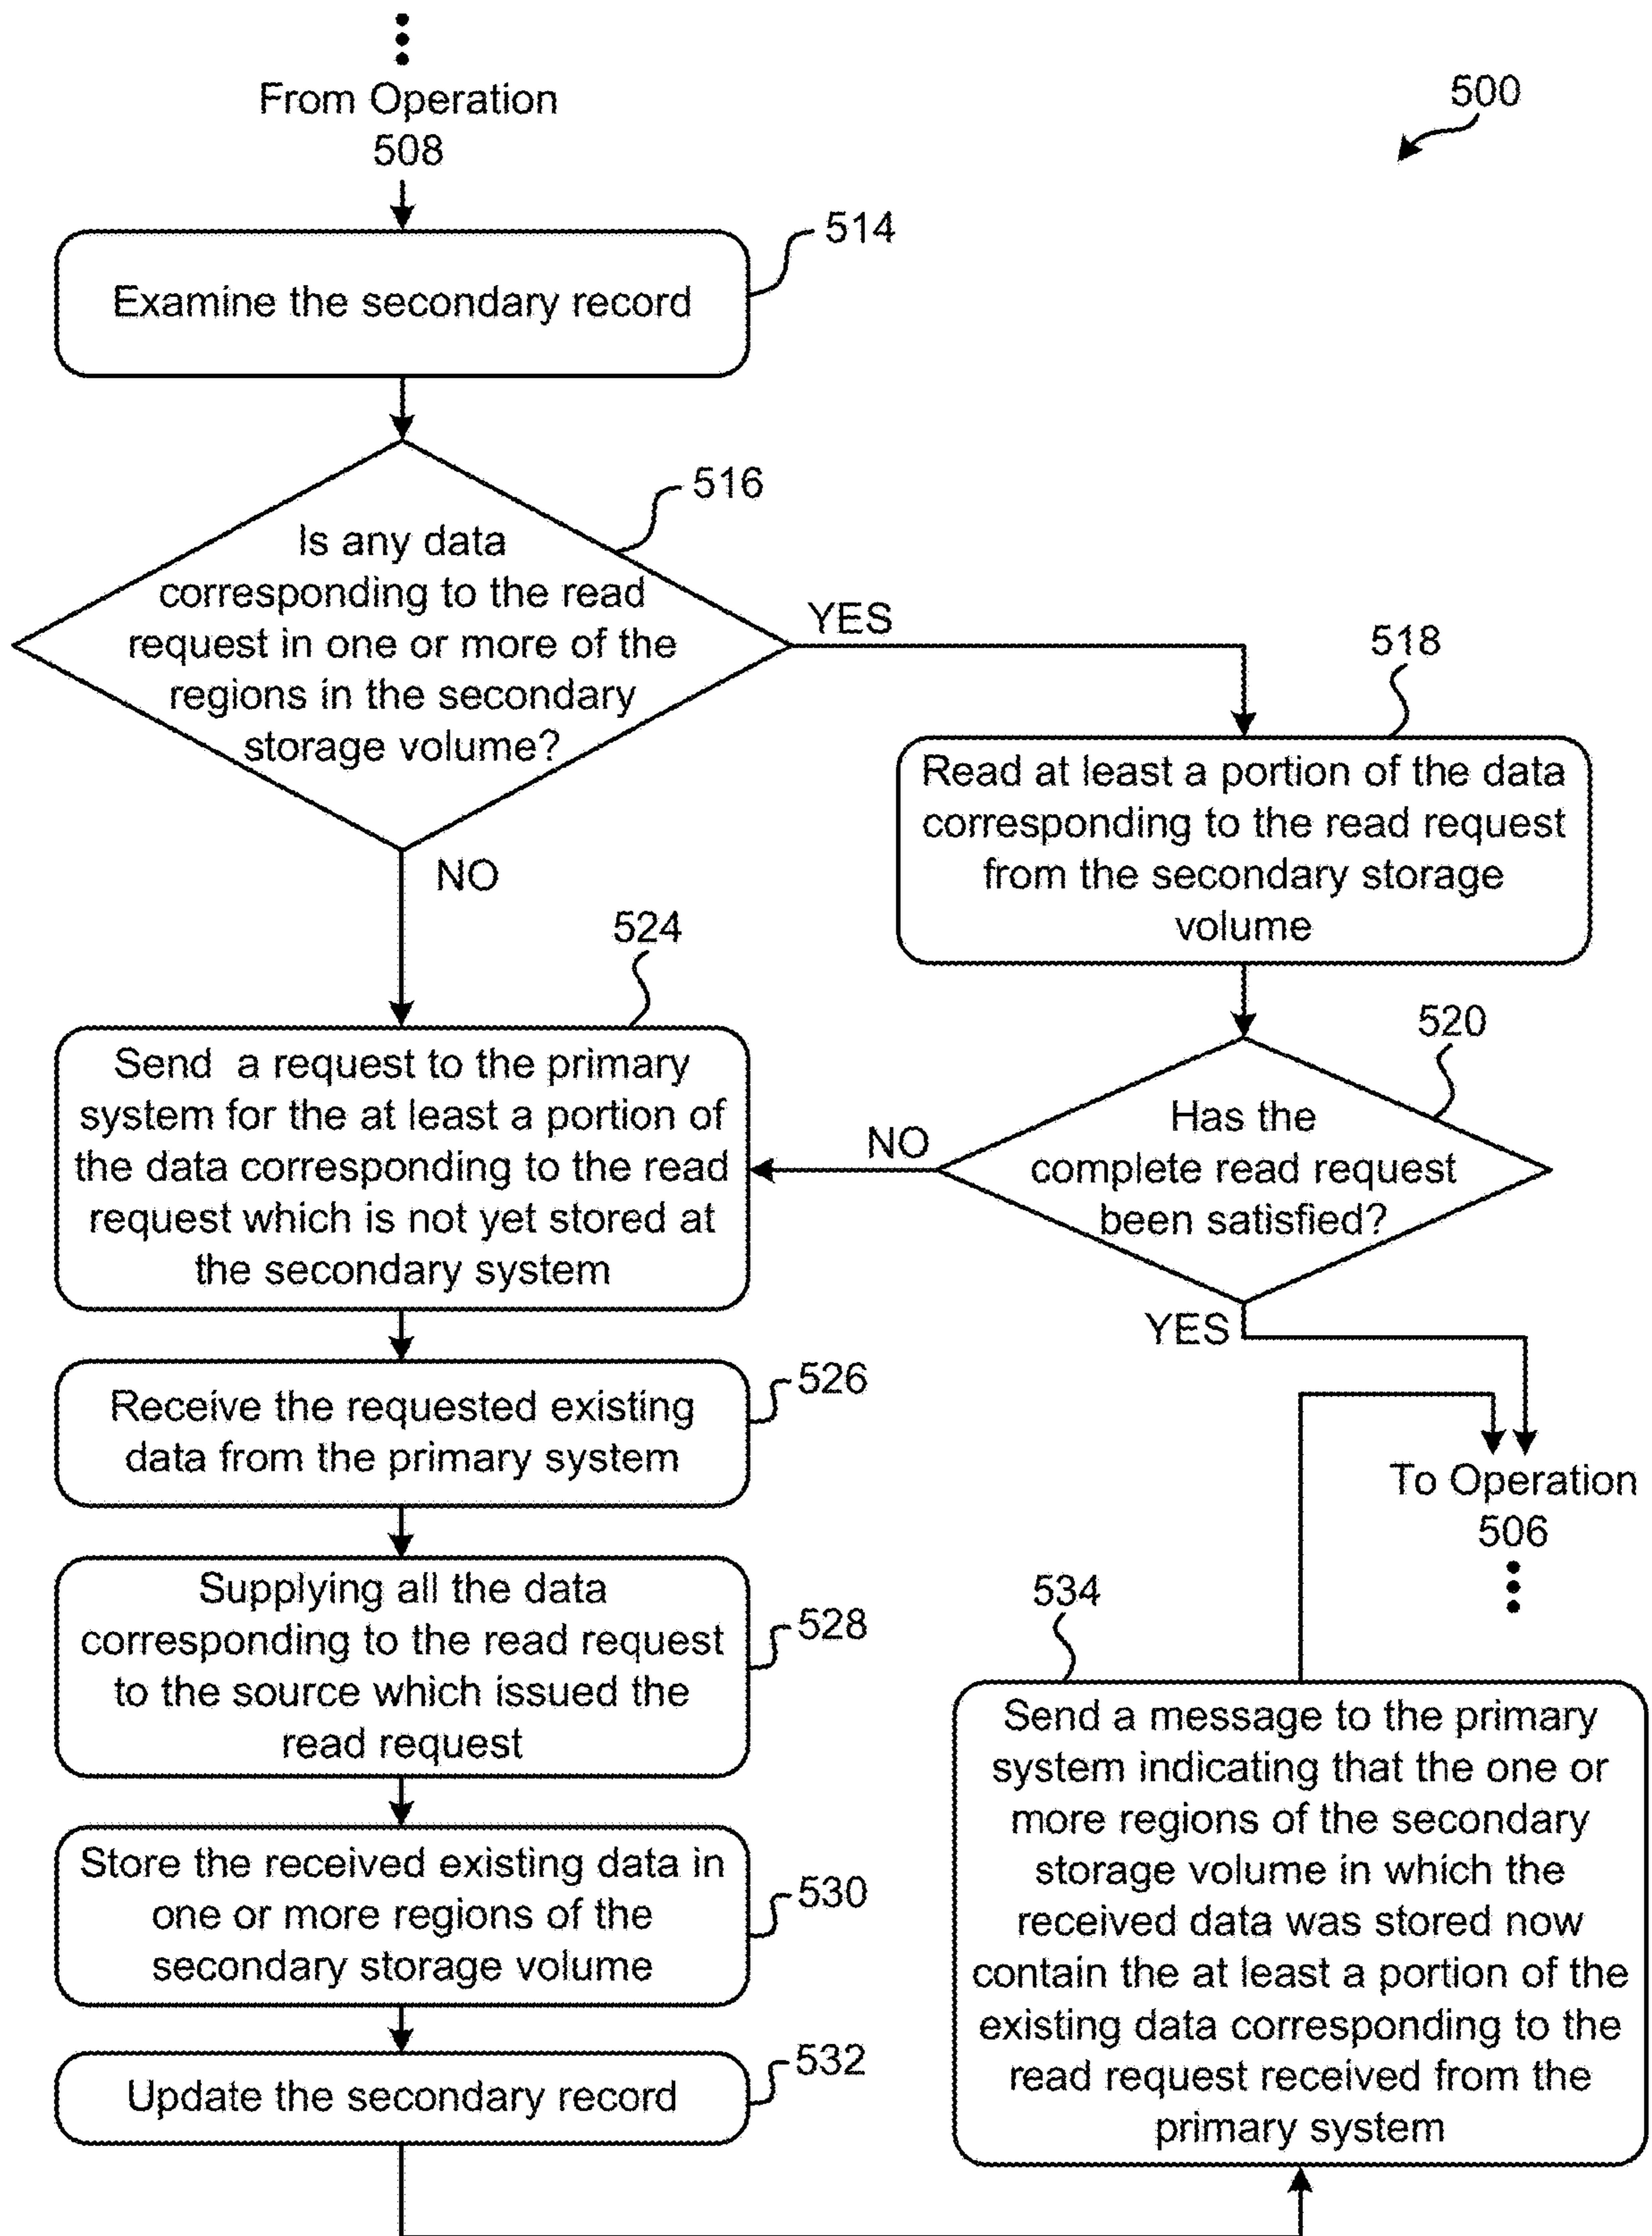 From Operation
508
500
514
Examine the secondary record
516
Is any data
corresponding to the read
request in one or more of the
regions in the secondary
storage volume?
YES
NO
518
Read at least a portion of the data
corresponding to the read request
from the secondary storage
volume
520
Has the
complete read request
been satisfied?
NO
YES
524
Send a request to the primary
system for the at least a portion of
the data corresponding to the read
request which is not yet stored at
the secondary system
526
Receive the requested existing
data from the primary system
528
Supplying all the data
corresponding to the read request
to the source which issued the
read request
530
Store the received existing data in
one or more regions of the
secondary storage volume
532
Update the secondary record
534
Send a message to the primary
system indicating that the one or
more regions of the secondary
storage volume in which the
received data was stored now
contain the at least a portion of the
existing data corresponding to the
read request received from the
primary system
To Operation
506